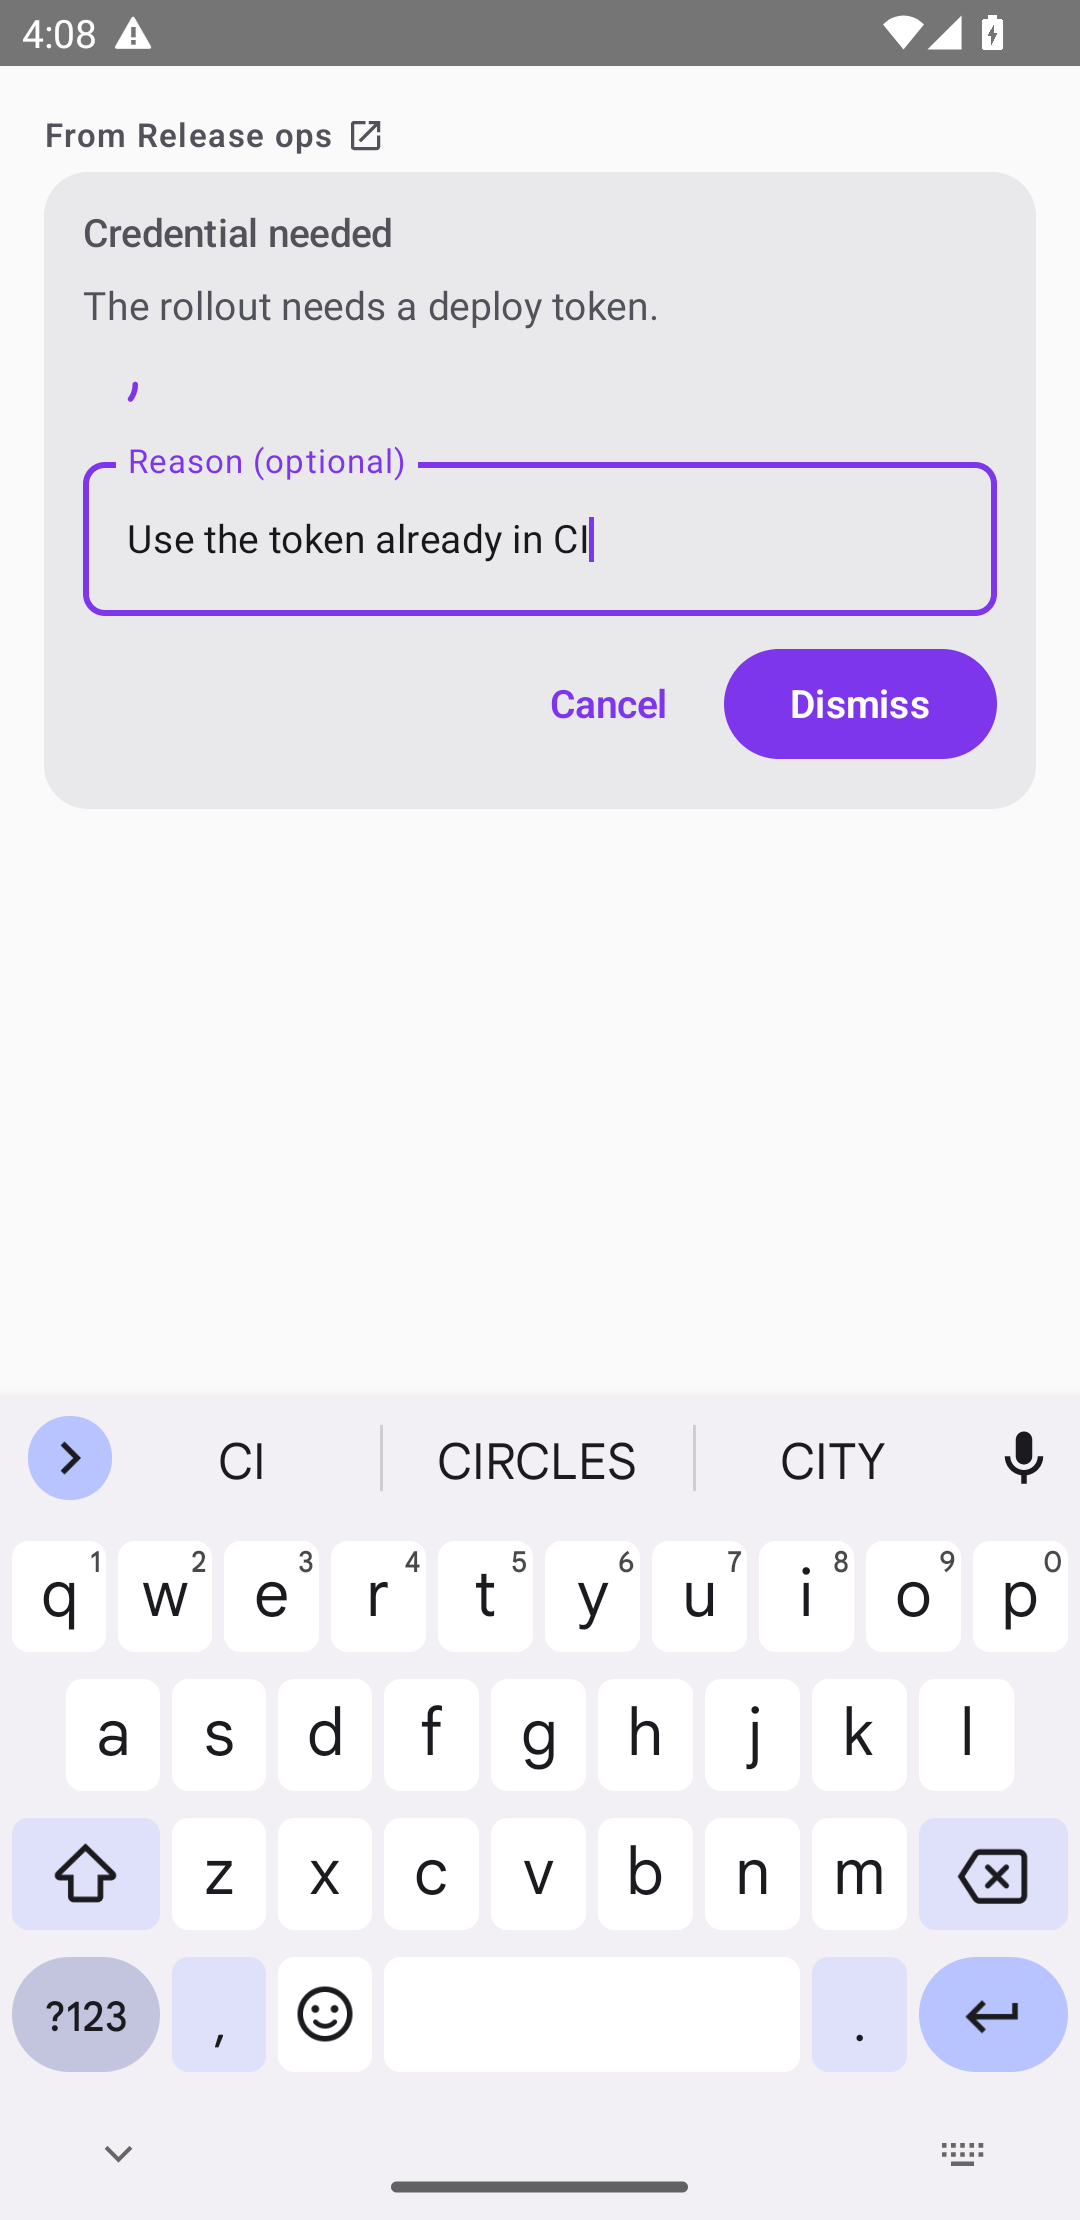 4:08
From Release ops
Credential needed
The rollout needs a deploy token.
,
Reason (optional)
Use the token already in CI
Cancel Dismiss
CI CIRCLES CITY
1 2 3 4 5 6 7 8 9 0
q w e r t y u i o p
a s d f g h j k l
z x c v b n m
?123 , .